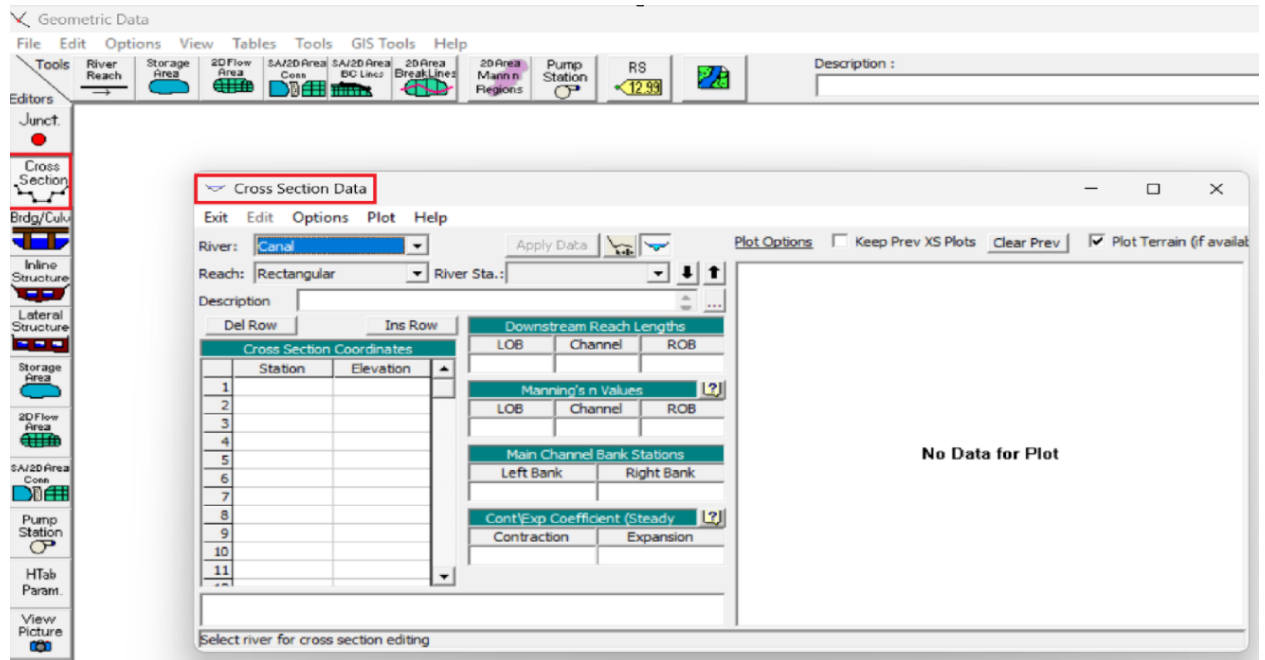 Geometric Data
File Edit Options View Tables Tools GIS Tools Help
Tools
Editors
River Reach
Storage Area
2D Flow Area
SA/2D Area Conn
SA/2D Area BC Lines
2D Area BreakLines
2D Area Mann n Regions
Pump Station
RS
12.99
Description :
Junct.
Cross Section
Brdg/Culv
Inline Structure
Lateral Structure
Storage Area
2D Flow Area
SA/2D Area Conn
Pump Station
HTab Param.
View Picture
Cross Section Data
Exit Edit Options Plot Help
River: Canal Apply Data Plot Options Keep Prev XS Plots Clear Prev Plot Terrain (if availab
Reach: Rectangular River Sta.:
Description ...
Del Row Ins Row
Cross Section Coordinates
Station Elevation
1
2
3
4
5
6
7
8
9
10
11
Downstream Reach Lengths
LOB Channel ROB
Manning's n Values
LOB Channel ROB
Main Channel Bank Stations
Left Bank Right Bank
Cont\Exp Coefficient (Steady
Contraction Expansion
No Data for Plot
Select river for cross section editing